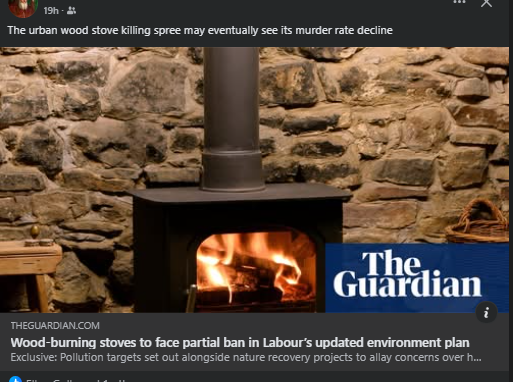 19h
The urban wood stove killing spree may eventually see its murder rate decline
The
Guardian
i
THEGUARDIAN.COM
Wood-burning stoves to face partial ban in Labour's updated environment plan
Exclusive: Pollution targets set out alongside nature recovery projects to allay concerns over h...